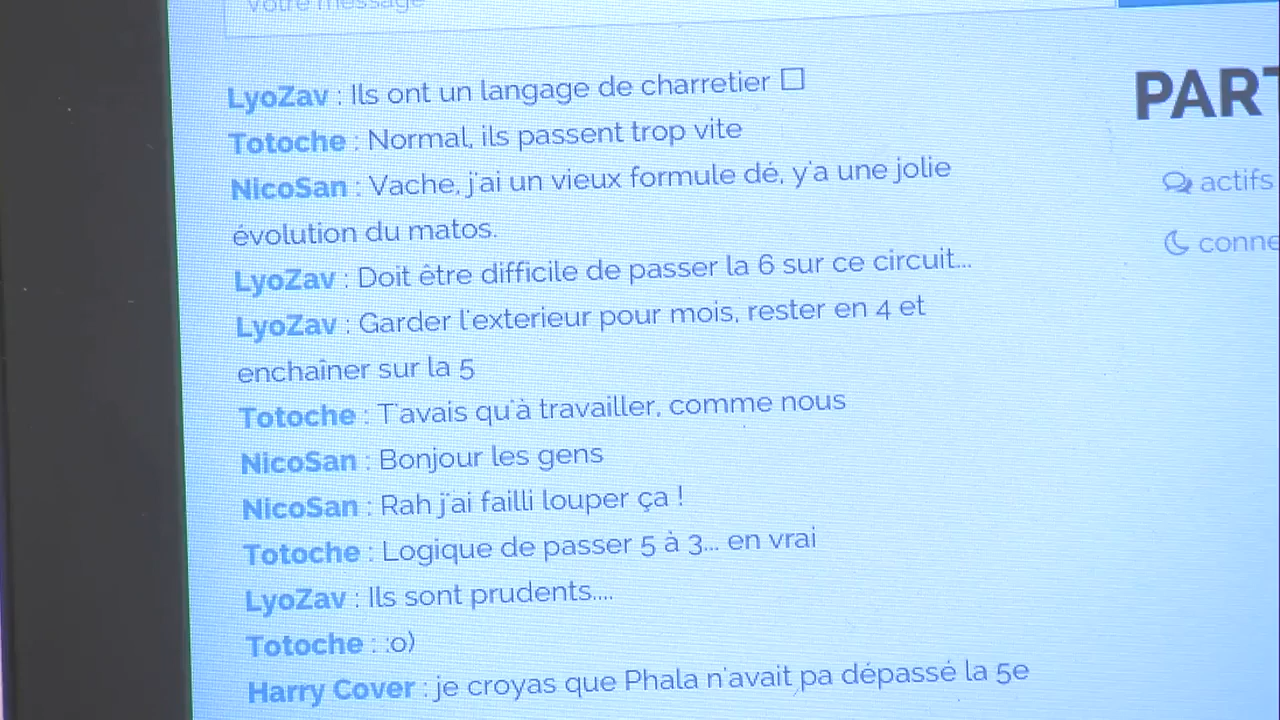 Votre message
LyoZav : Ils ont un langage de charretier □
Totoche : Normal, ils passent trop vite
NicoSan : Vache, j'ai un vieux formule dé, y'a une jolie
évolution du matos.
LyoZav : Doit être difficile de passer la 6 sur ce circuit...
LyoZav : Garder l'exterieur pour mois, rester en 4 et
enchaîner sur la 5
Totoche : T'avais qu'à travailler, comme nous
NicoSan : Bonjour les gens
NicoSan : Rah j'ai failli louper ça !
Totoche : Logique de passer 5 à 3... en vrai
LyoZav : Ils sont prudents....
Totoche : :o)
Harry Cover : je croyas que Phala n'avait pa dépassé la 5e
PART
actifs
conne